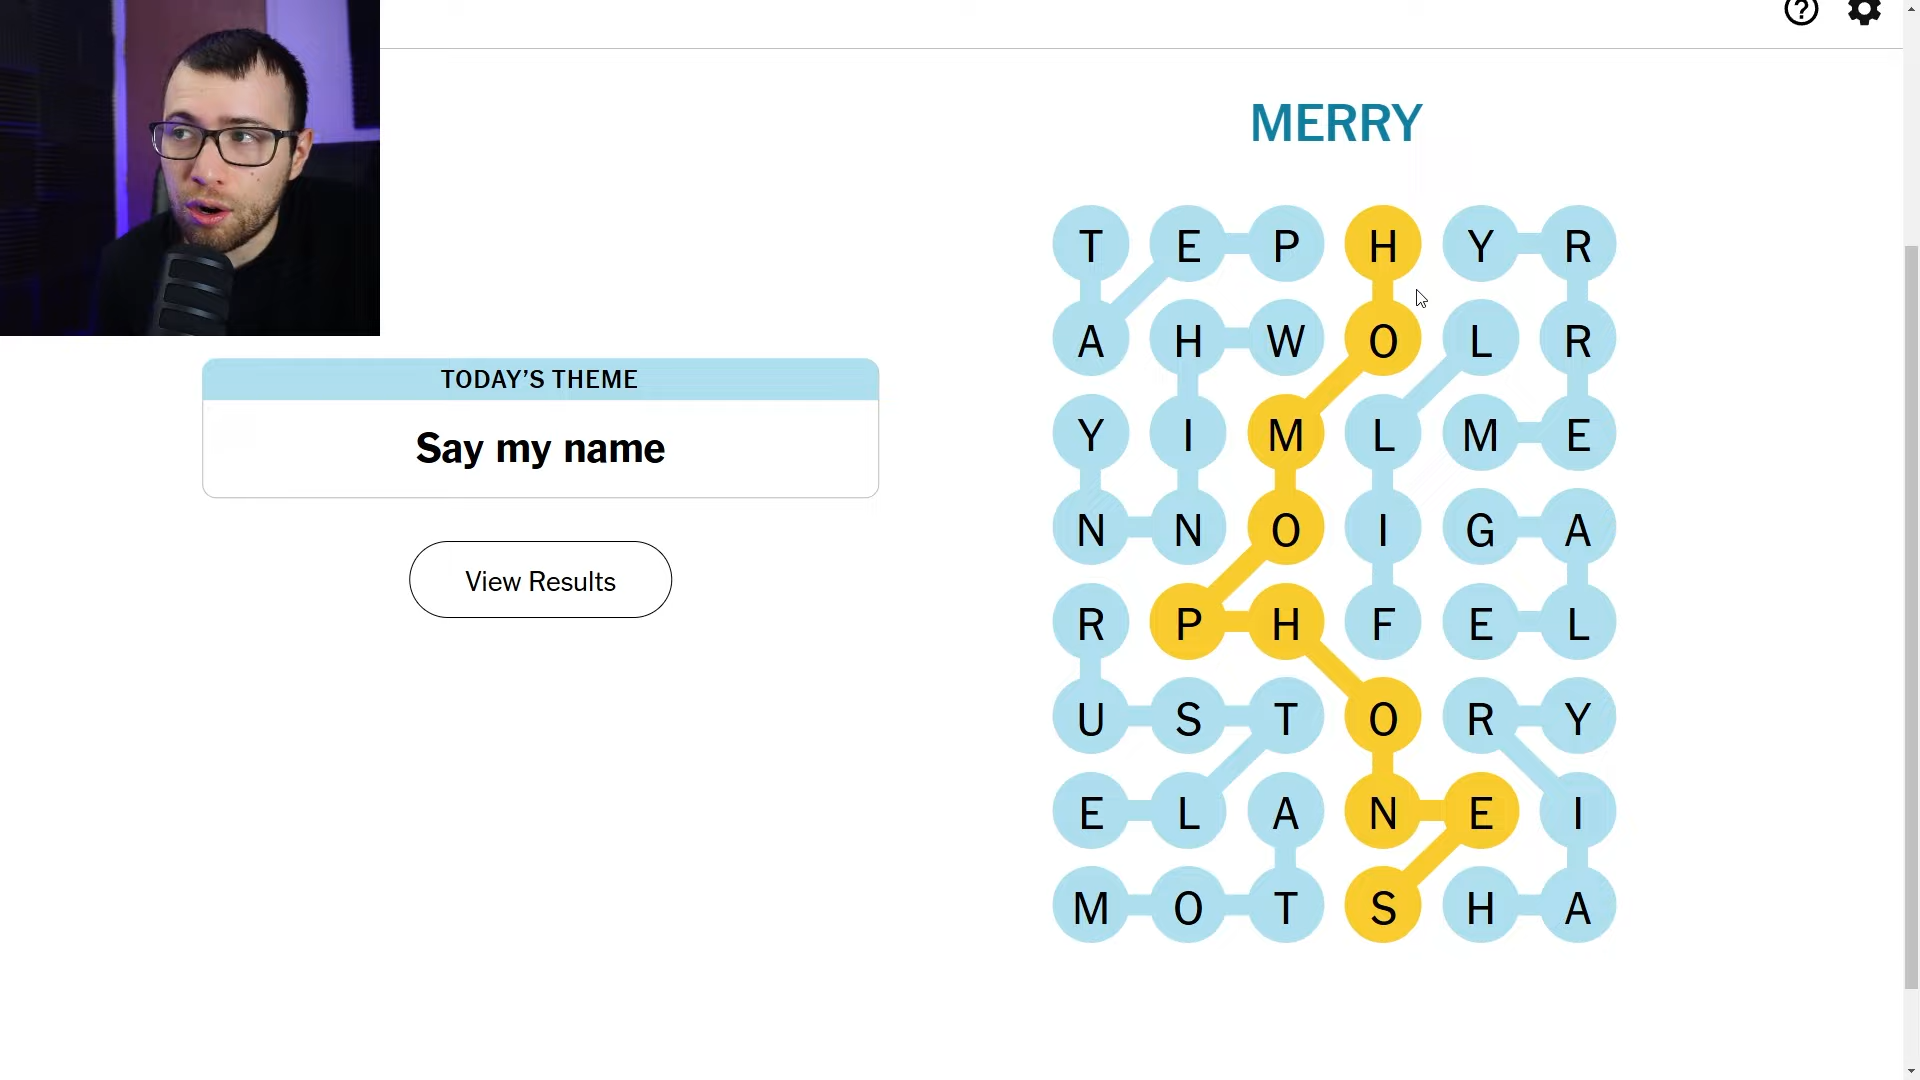 MERRY
TODAY’S THEME
Say my name
View Results
T E P H Y R
A H W O L R
Y I M L M E
N N O I G A
R P H F E L
U S T O R Y
E L A N E I
M O T S H A